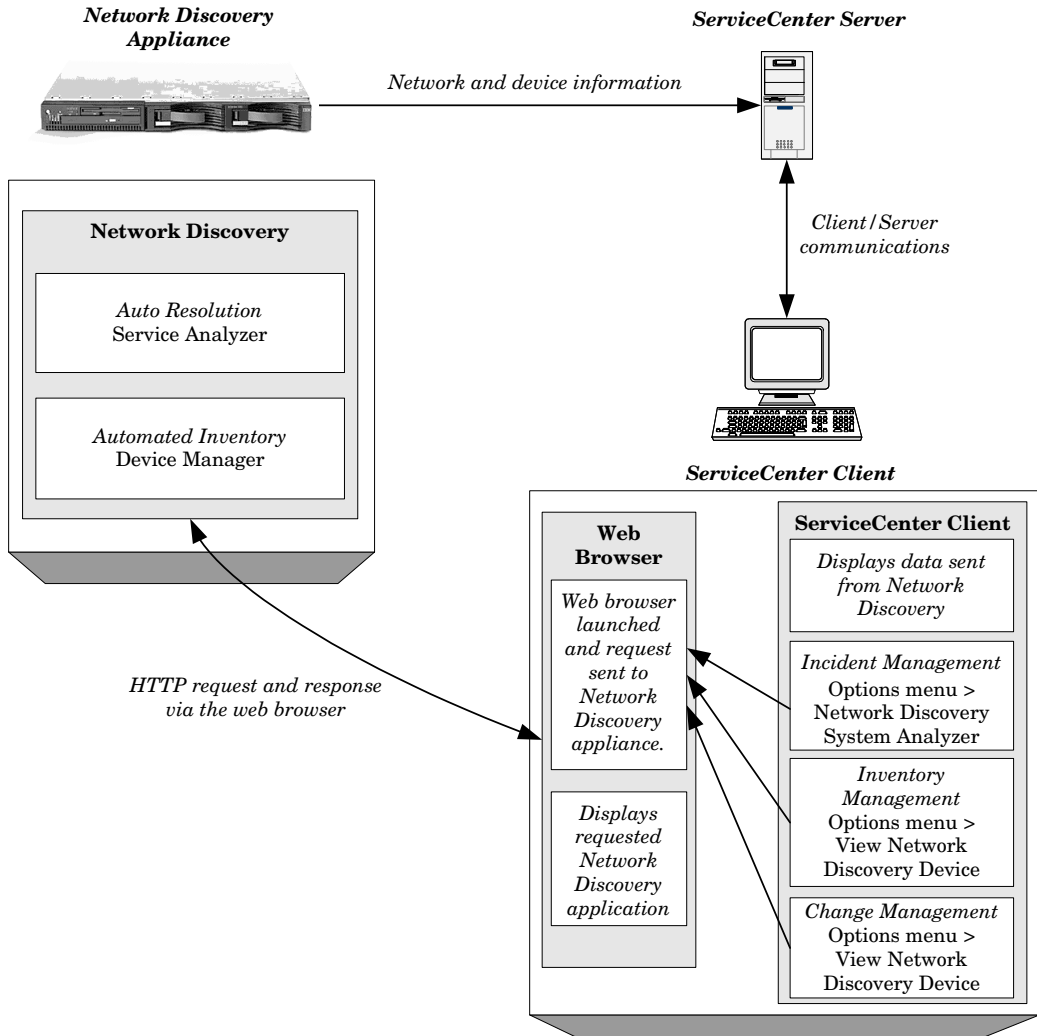 Network Discovery
Appliance
ServiceCenter Server
Network and device information
Client/Server
communications
Network Discovery
Auto Resolution
Service Analyzer
Automated Inventory
Device Manager
HTTP request and response
via the web browser
ServiceCenter Client
Web
Browser
Web browser
launched
and request
sent to
Network
Discovery
appliance.
Displays
requested
Network
Discovery
application
ServiceCenter Client
Displays data sent
from Network
Discovery
Incident Management
Options menu >
Network Discovery
System Analyzer
Inventory
Management
Options menu >
View Network
Discovery Device
Change Management
Options menu >
View Network
Discovery Device